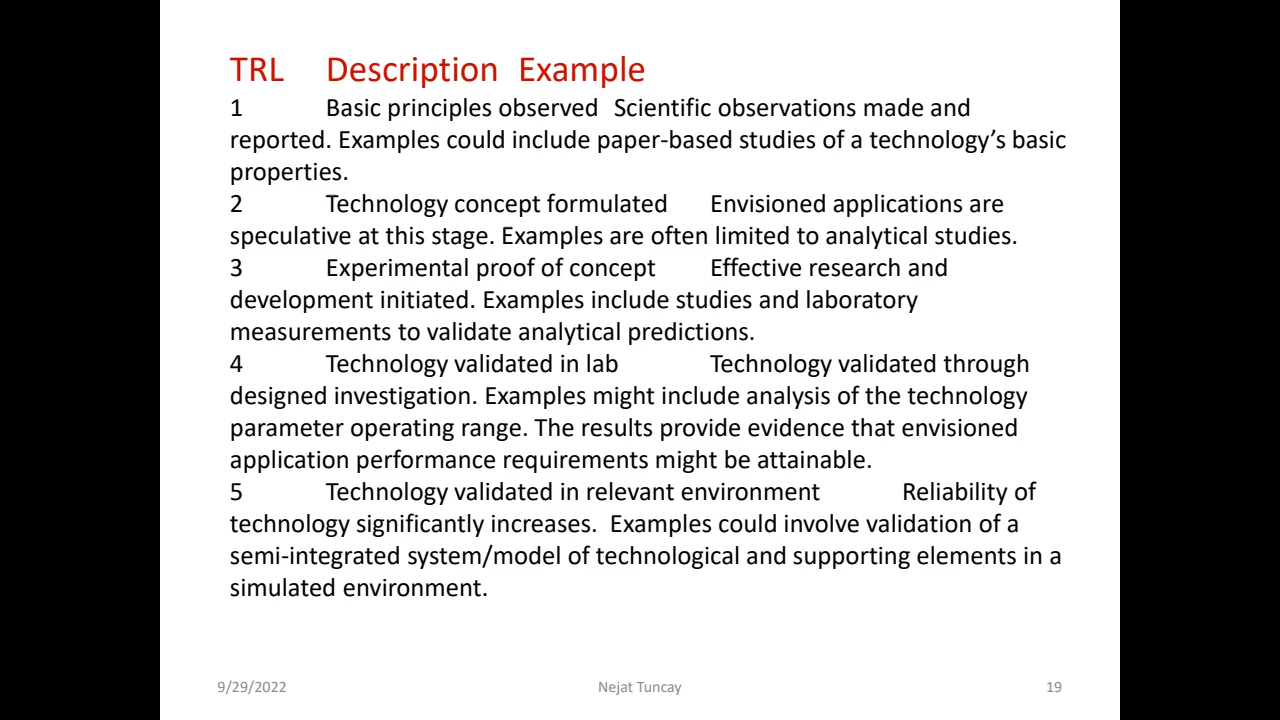 TRL Description Example
1 Basic principles observed Scientific observations made and
reported. Examples could include paper-based studies of a technology’s basic
properties.
2 Technology concept formulated Envisioned applications are
speculative at this stage. Examples are often limited to analytical studies.
3 Experimental proof of concept Effective research and
development initiated. Examples include studies and laboratory
measurements to validate analytical predictions.
4 Technology validated in lab Technology validated through
designed investigation. Examples might include analysis of the technology
parameter operating range. The results provide evidence that envisioned
application performance requirements might be attainable.
5 Technology validated in relevant environment Reliability of
technology significantly increases. Examples could involve validation of a
semi-integrated system/model of technological and supporting elements in a
simulated environment.
9/29/2022 Nejat Tuncay 19